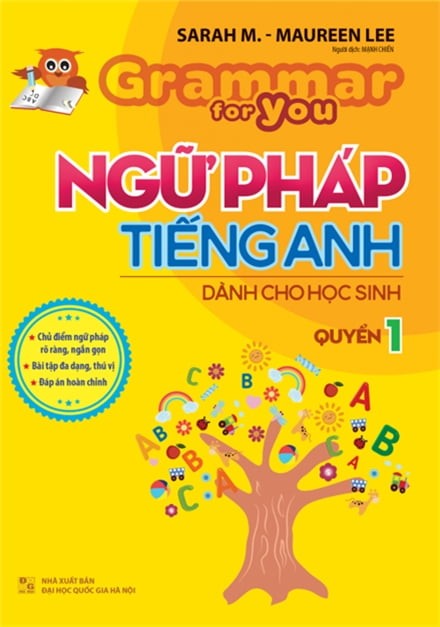 SARAH M. - MAUREEN LEE
Người dịch: MẠNH CHIẾN
Grammar
for you
NGỮ PHÁP
TIẾNG ANH
DÀNH CHO HỌC SINH
QUYỂN 1
★ Chủ điểm ngữ pháp
rõ ràng, ngắn gọn
★ Bài tập đa dạng, thú vị
★ Đáp án hoàn chỉnh
C
B
A
A
B
B
C
A
B
C
C
A
NHÀ XUẤT BẢN
ĐẠI HỌC QUỐC GIA HÀ NỘI